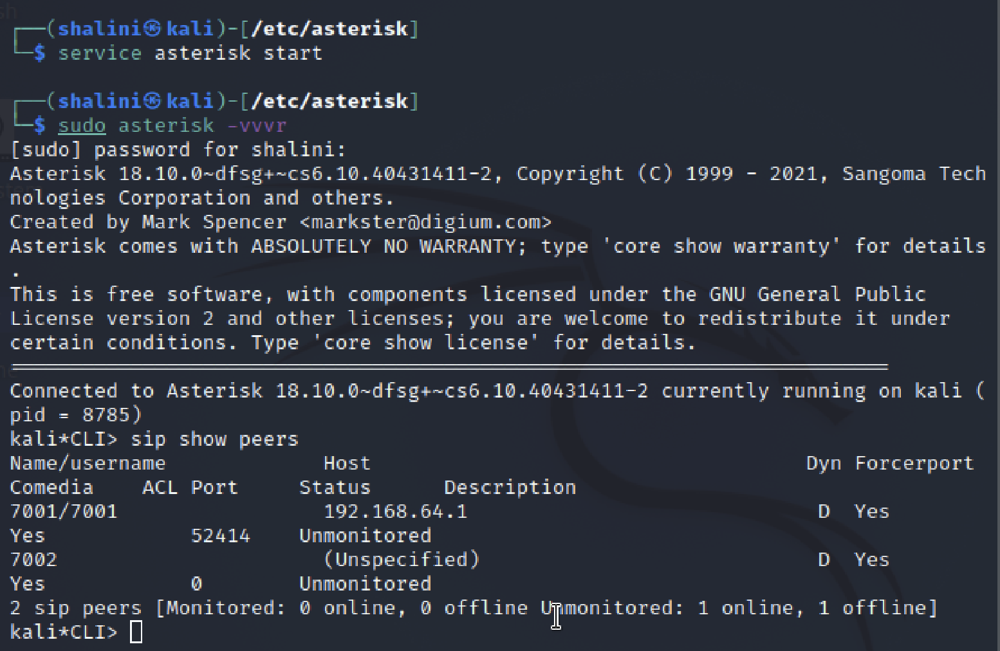 ┌──(shalini㉿kali)-[/etc/asterisk]
└─$ service asterisk start
┌──(shalini㉿kali)-[/etc/asterisk]
└─$ sudo asterisk -vvvr
[sudo] password for shalini:
Asterisk 18.10.0~dfsg+~cs6.10.40431411-2, Copyright (C) 1999 - 2021, Sangoma Tech
nologies Corporation and others.
Created by Mark Spencer <markster@digium.com>
Asterisk comes with ABSOLUTELY NO WARRANTY; type 'core show warranty' for details
.
This is free software, with components licensed under the GNU General Public
License version 2 and other licenses; you are welcome to redistribute it under
certain conditions. Type 'core show license' for details.
=========================================================================
Connected to Asterisk 18.10.0~dfsg+~cs6.10.40431411-2 currently running on kali (
pid = 8785)
kali*CLI> sip show peers
Name/username             Host                                    Dyn Forcerport
Comedia    ACL Port     Status      Description
7001/7001                 192.168.64.1                             D  Yes
Yes            52414    Unmonitored
7002                      (Unspecified)                            D  Yes
Yes            0        Unmonitored
2 sip peers [Monitored: 0 online, 0 offline Unmonitored: 1 online, 1 offline]
kali*CLI>